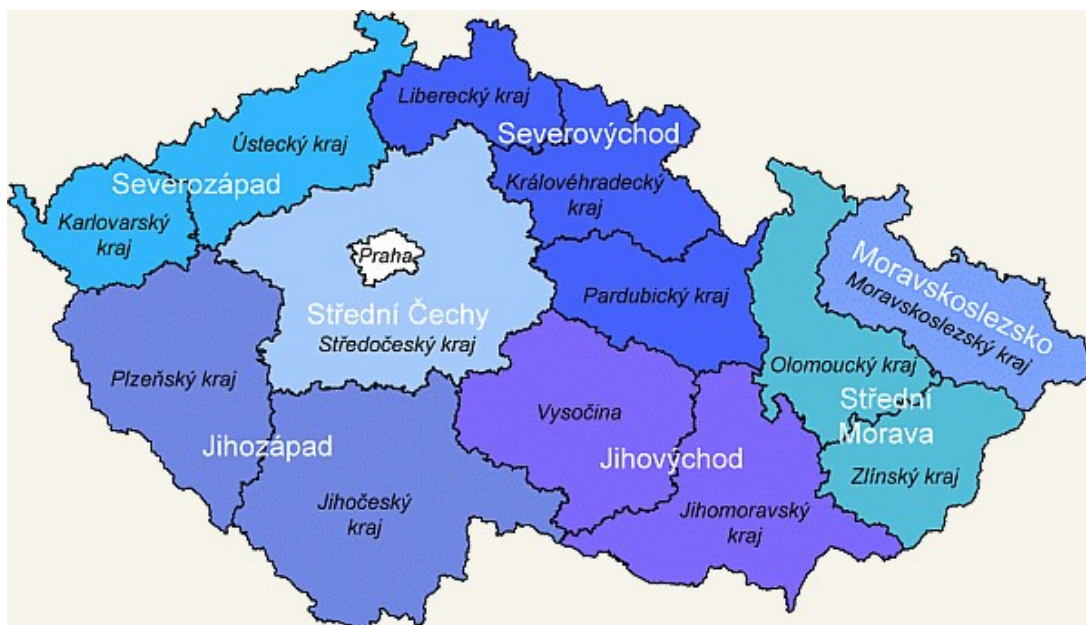 Liberecký kraj
Severovýchod
Ústecký kraj
Severozápad
Královéhradecký
kraj
Karlovarský
kraj
Praha
Moravskoslezsko
Moravskoslezský kraj
Pardubický kraj
Střední Čechy
Středočeský kraj
Olomoucký kraj
Plzeňský kraj
Střední
Morava
Vysočina
Jihozápad
Jihovýchod
Zlínský kraj
Jihočeský
kraj
Jihomoravský
kraj